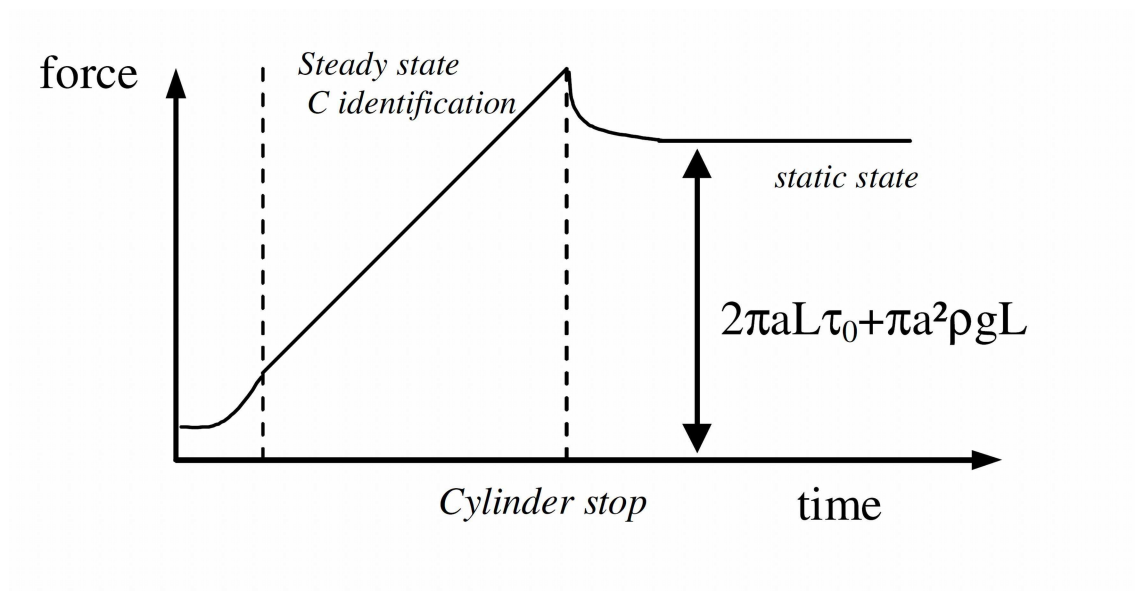 force
Steady state
C identification
static state
2πaLτ₀+πa²ρgL
Cylinder stop
time